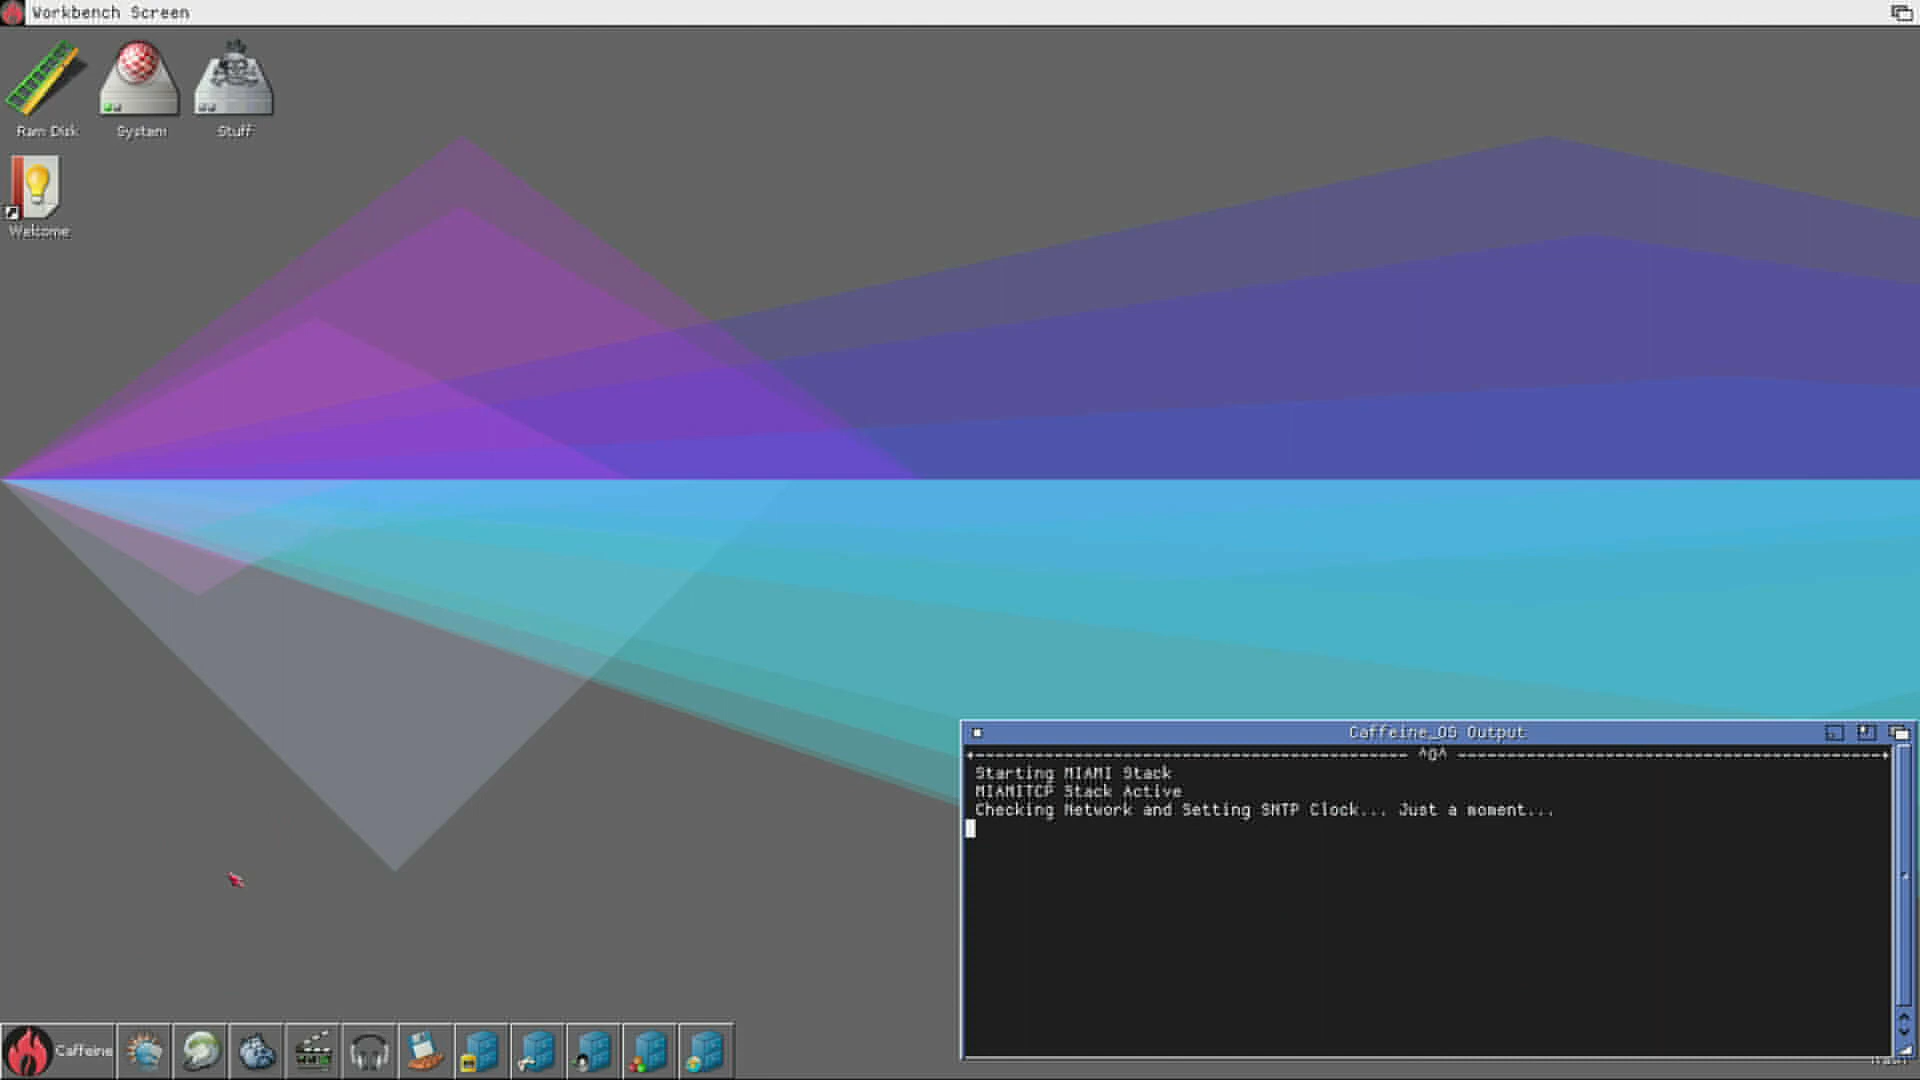 Workbench Screen
Ram Disk
System
Stuff
Welcome
Caffeine_OS Output
^G^
Starting MIAMI Stack
MIAMITCP Stack Active
Checking Network and Setting SNTP Clock... Just a moment...
Caffeine